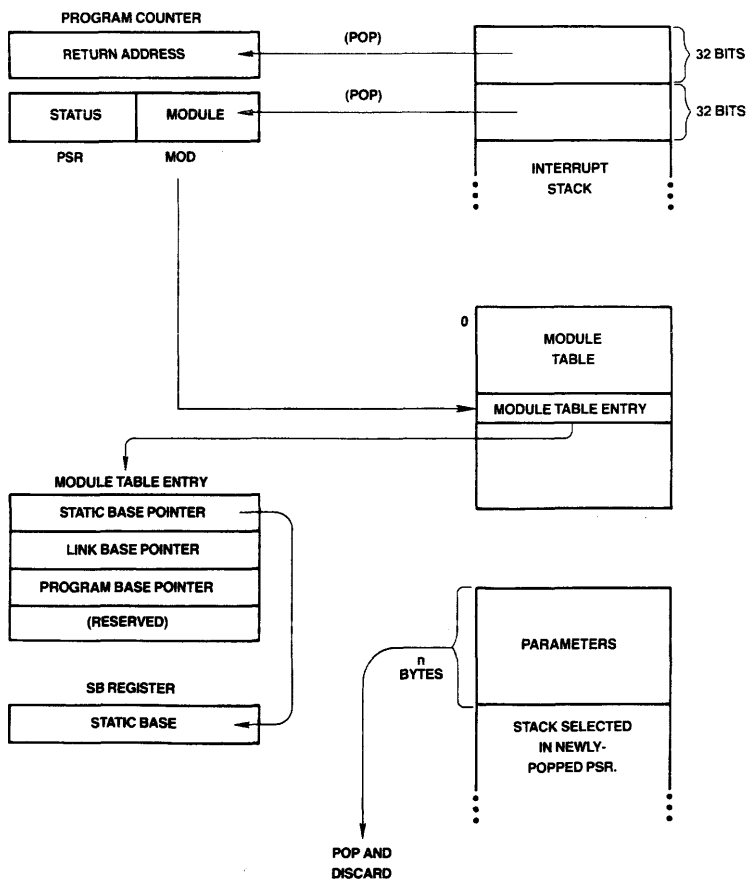 PROGRAM COUNTER
RETURN ADDRESS
(POP)
32 BITS
STATUS
MODULE
(POP)
32 BITS
PSR
MOD
INTERRUPT
STACK
0
MODULE
TABLE
MODULE TABLE ENTRY
MODULE TABLE ENTRY
STATIC BASE POINTER
LINK BASE POINTER
PROGRAM BASE POINTER
(RESERVED)
SB REGISTER
STATIC BASE
n
BYTES
PARAMETERS
STACK SELECTED
IN NEWLY-
POPPED PSR.
POP AND
DISCARD